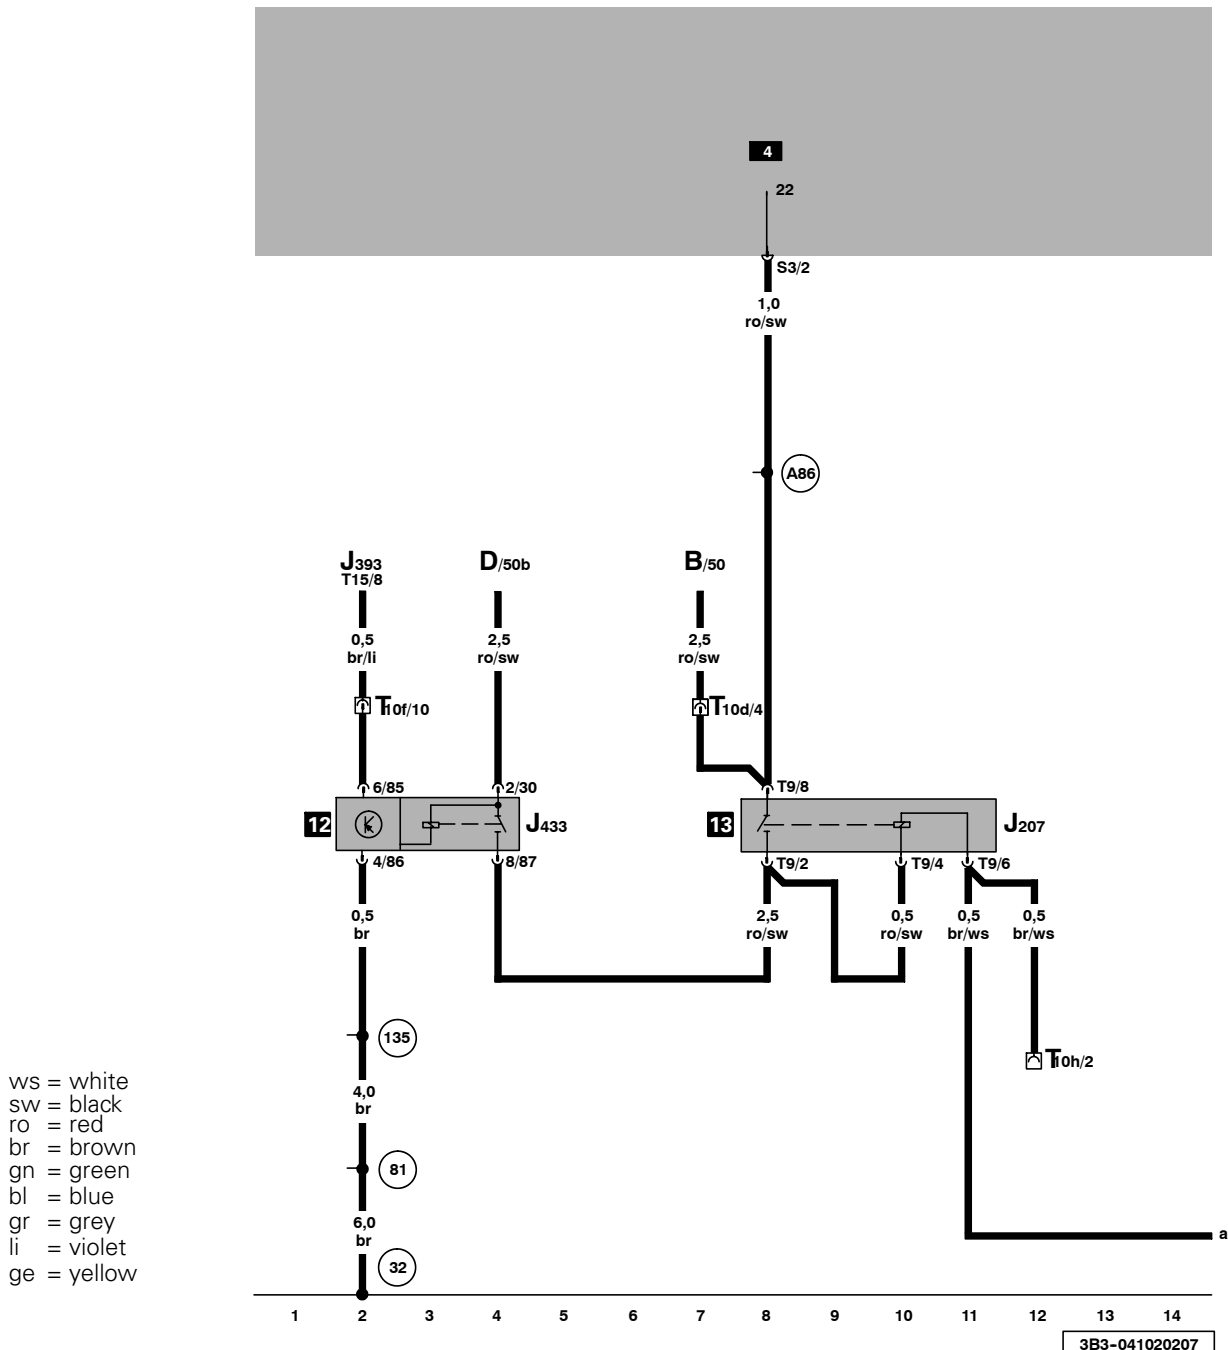 4
22
S3/2
1,0
ro/sw
A86
J393
T15/8
D/50b
B/50
0,5
br/li
2,5
ro/sw
2,5
ro/sw
T10f/10
T10d/4
6/85
2/30
T9/8
12
J433
13
J207
4/86
8/87
T9/2
T9/4
T9/6
0,5
br
2,5
ro/sw
0,5
ro/sw
0,5
br/ws
0,5
br/ws
135
T10h/2
4,0
br
81
6,0
br
32
a
ws = white
sw = black
ro = red
br = brown
gn = green
bl = blue
gr = grey
li = violet
ge = yellow
1 2 3 4 5 6 7 8 9 10 11 12 13 14
3B3-041020207